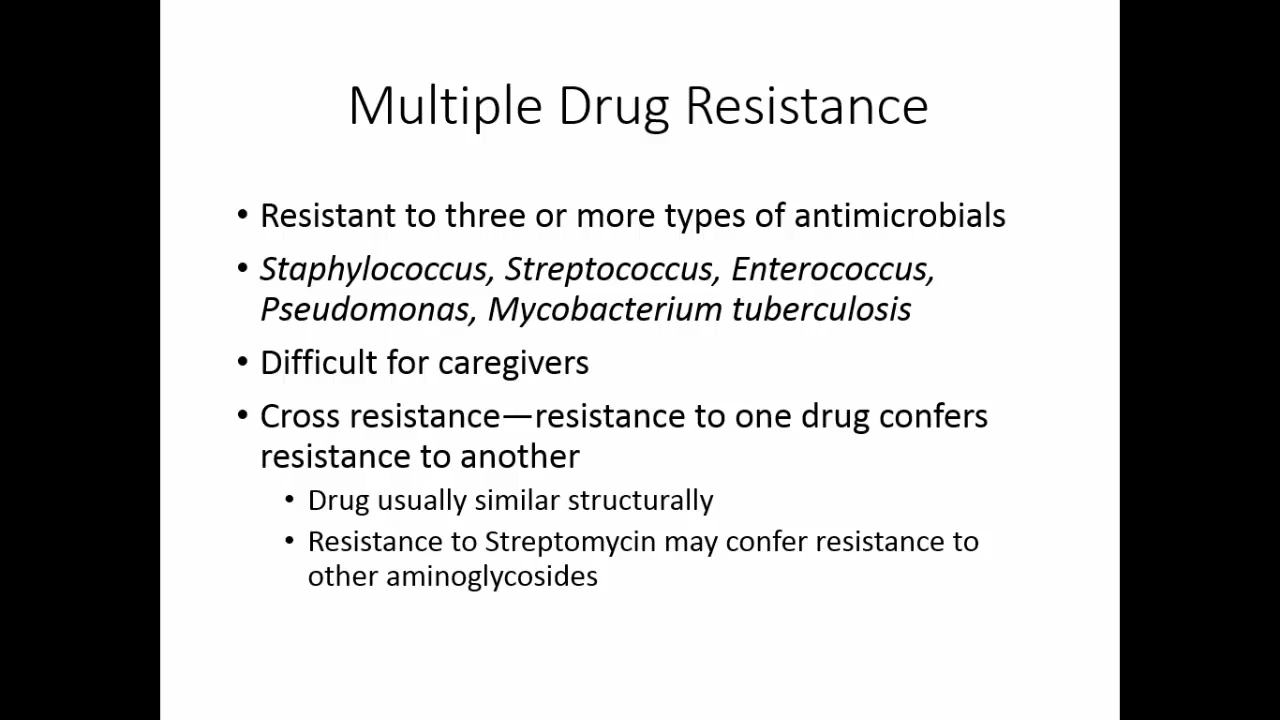 Multiple Drug Resistance
• Resistant to three or more types of antimicrobials
• Staphylococcus, Streptococcus, Enterococcus,
Pseudomonas, Mycobacterium tuberculosis
• Difficult for caregivers
• Cross resistance—resistance to one drug confers
resistance to another
• Drug usually similar structurally
• Resistance to Streptomycin may confer resistance to
other aminoglycosides